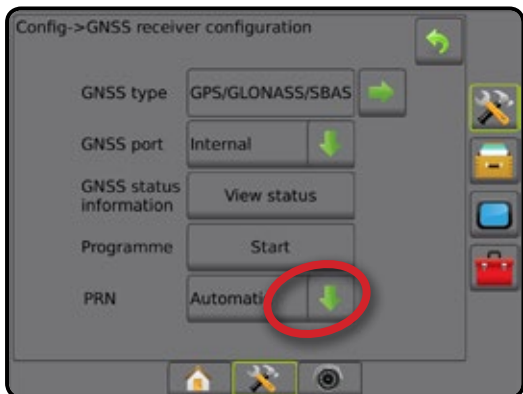 Config->GNSS receiver configuration
GNSS type GPS/GLONASS/SBAS
GNSS port Internal
GNSS status
information View status
Programme Start
PRN Automati